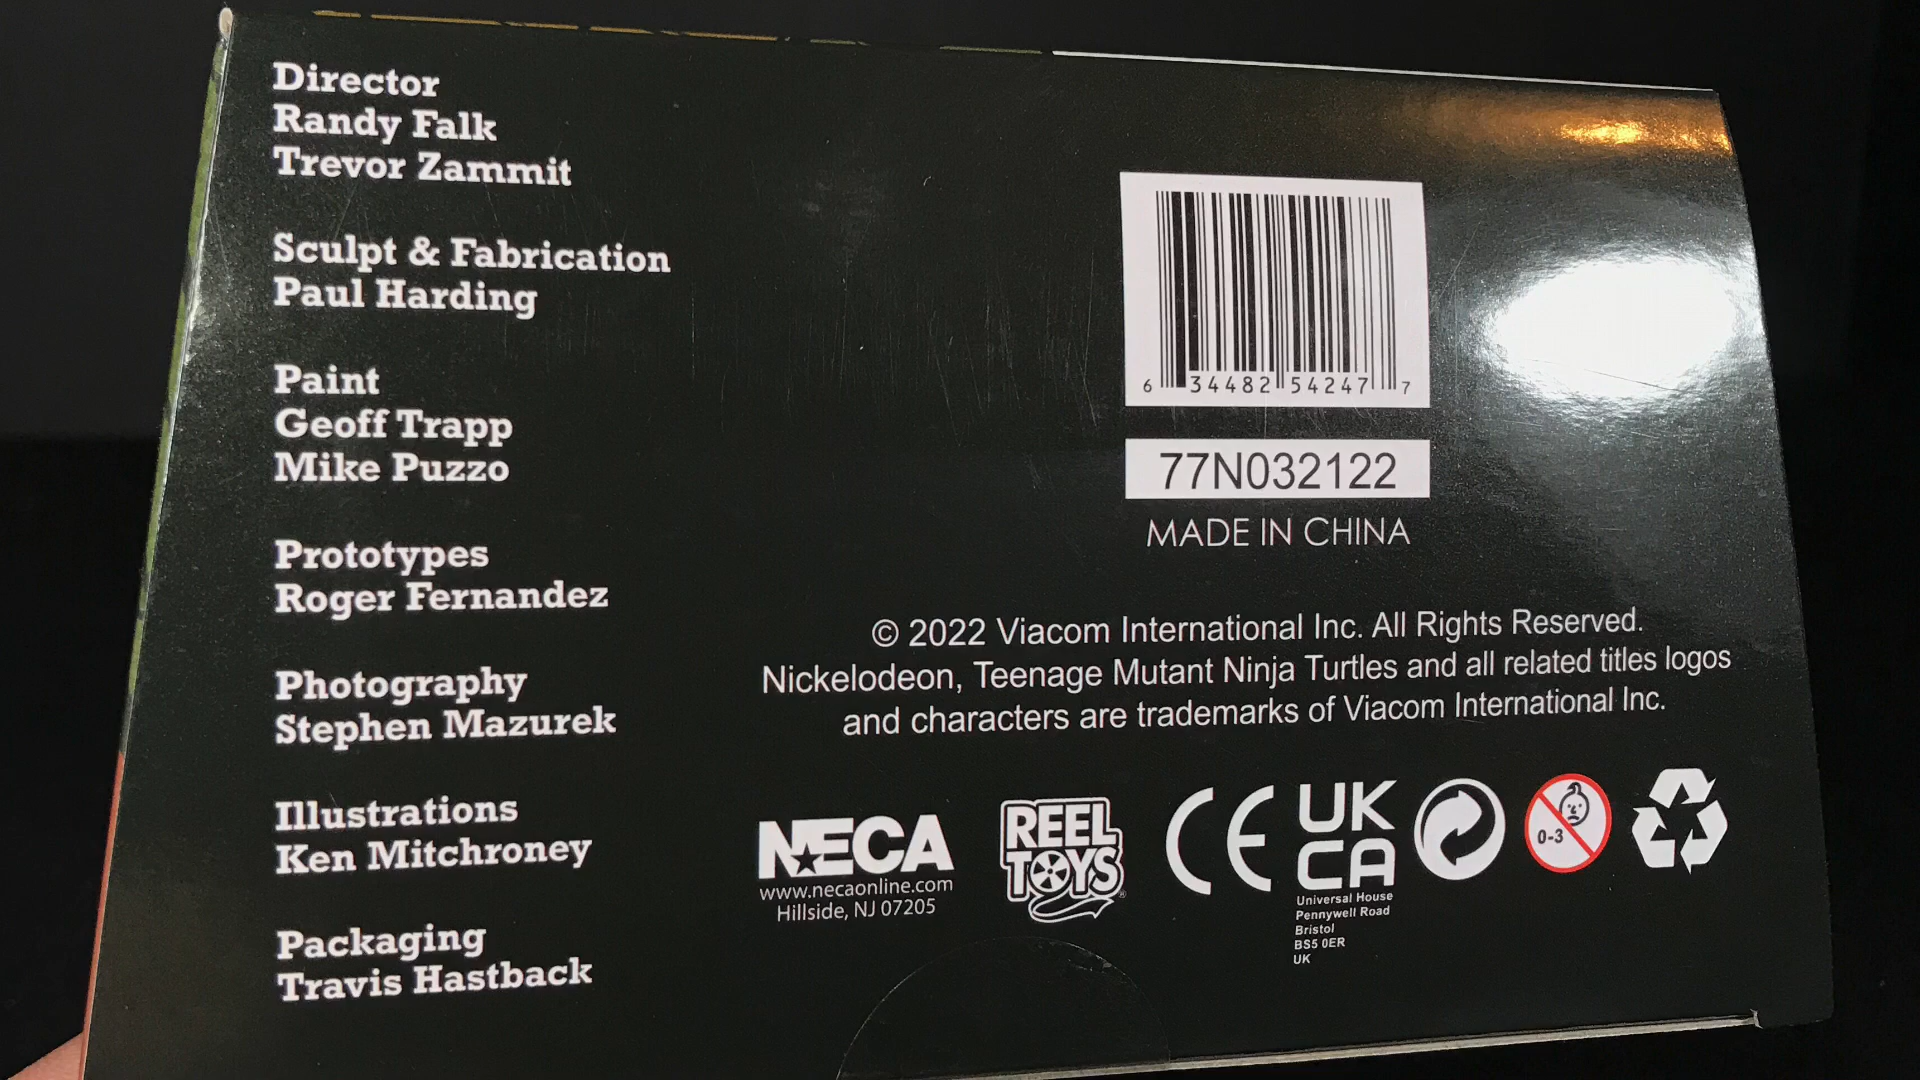 Director
Randy Falk
Trevor Zammit
Sculpt & Fabrication
Paul Harding
Paint
Geoff Trapp
Mike Puzzo
Prototypes
Roger Fernandez
Photography
Stephen Mazurek
Illustrations
Ken Mitchroney
Packaging
Travis Hastback
6 34482 54247 7
77N032122
MADE IN CHINA
© 2022 Viacom International Inc. All Rights Reserved.
Nickelodeon, Teenage Mutant Ninja Turtles and all related titles logos
and characters are trademarks of Viacom International Inc.
NECA
www.necaonline.com
Hillside, NJ 07205
REEL
TOYS®
CE
UK
CA
Universal House
Pennywell Road
Bristol
BS5 0ER
UK
0-3